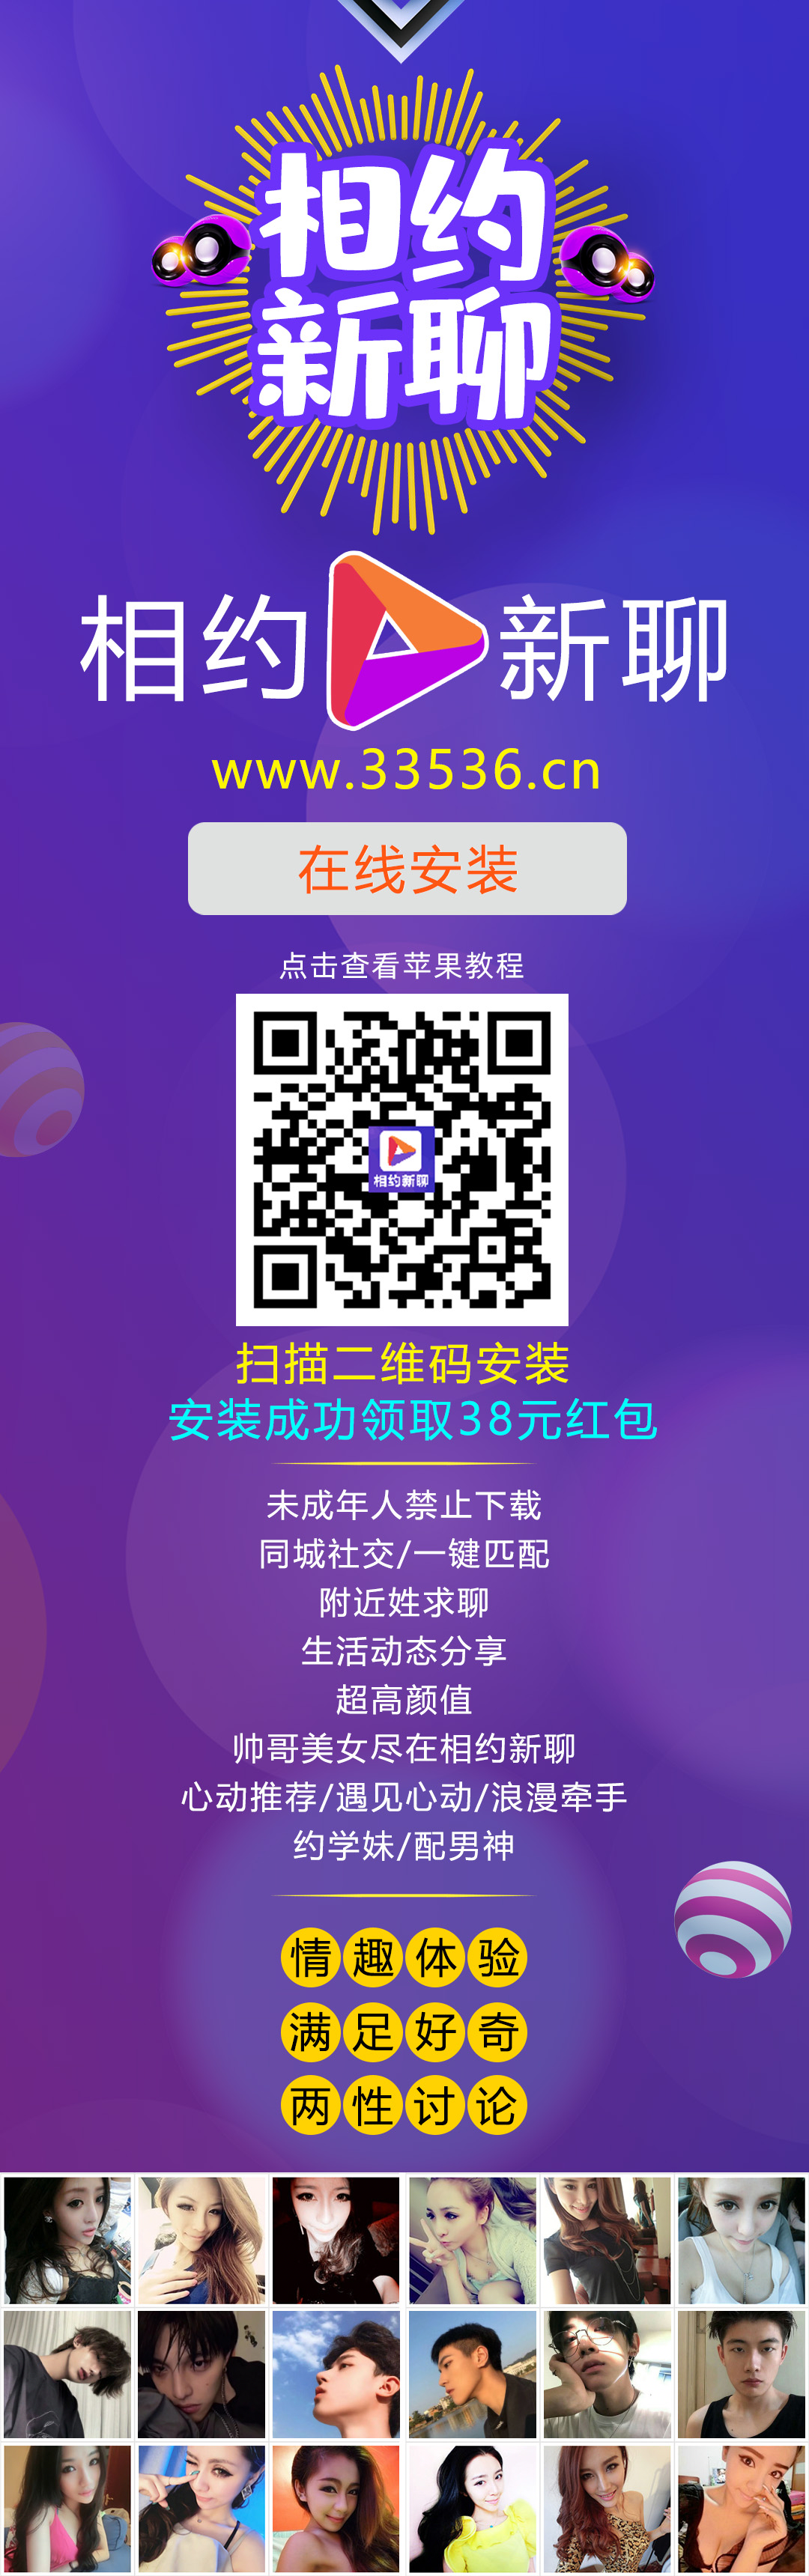 相约
新聊
相约新聊
www.33536.cn
在线安装
点击查看苹果教程
相约新聊
扫描二维码安装
安装成功领取38元红包
未成年人禁止下载
同城社交/一键匹配
附近姓求聊
生活动态分享
超高颜值
帅哥美女尽在相约新聊
心动推荐/遇见心动/浪漫牵手
约学妹/配男神
情趣体验
满足好奇
两性讨论